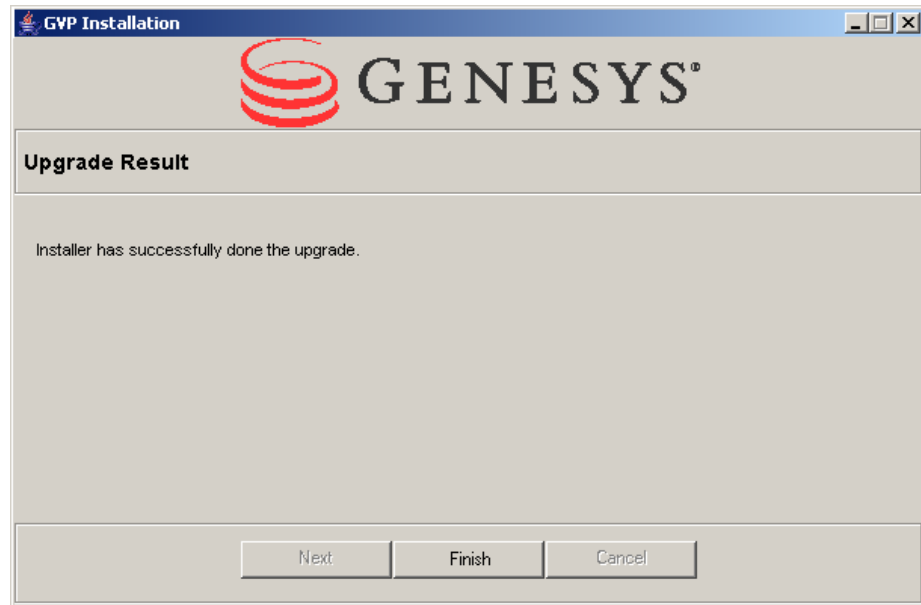 GVP Installation
GENESYS®
Upgrade Result
Installer has successfully done the upgrade.
Next Finish Cancel